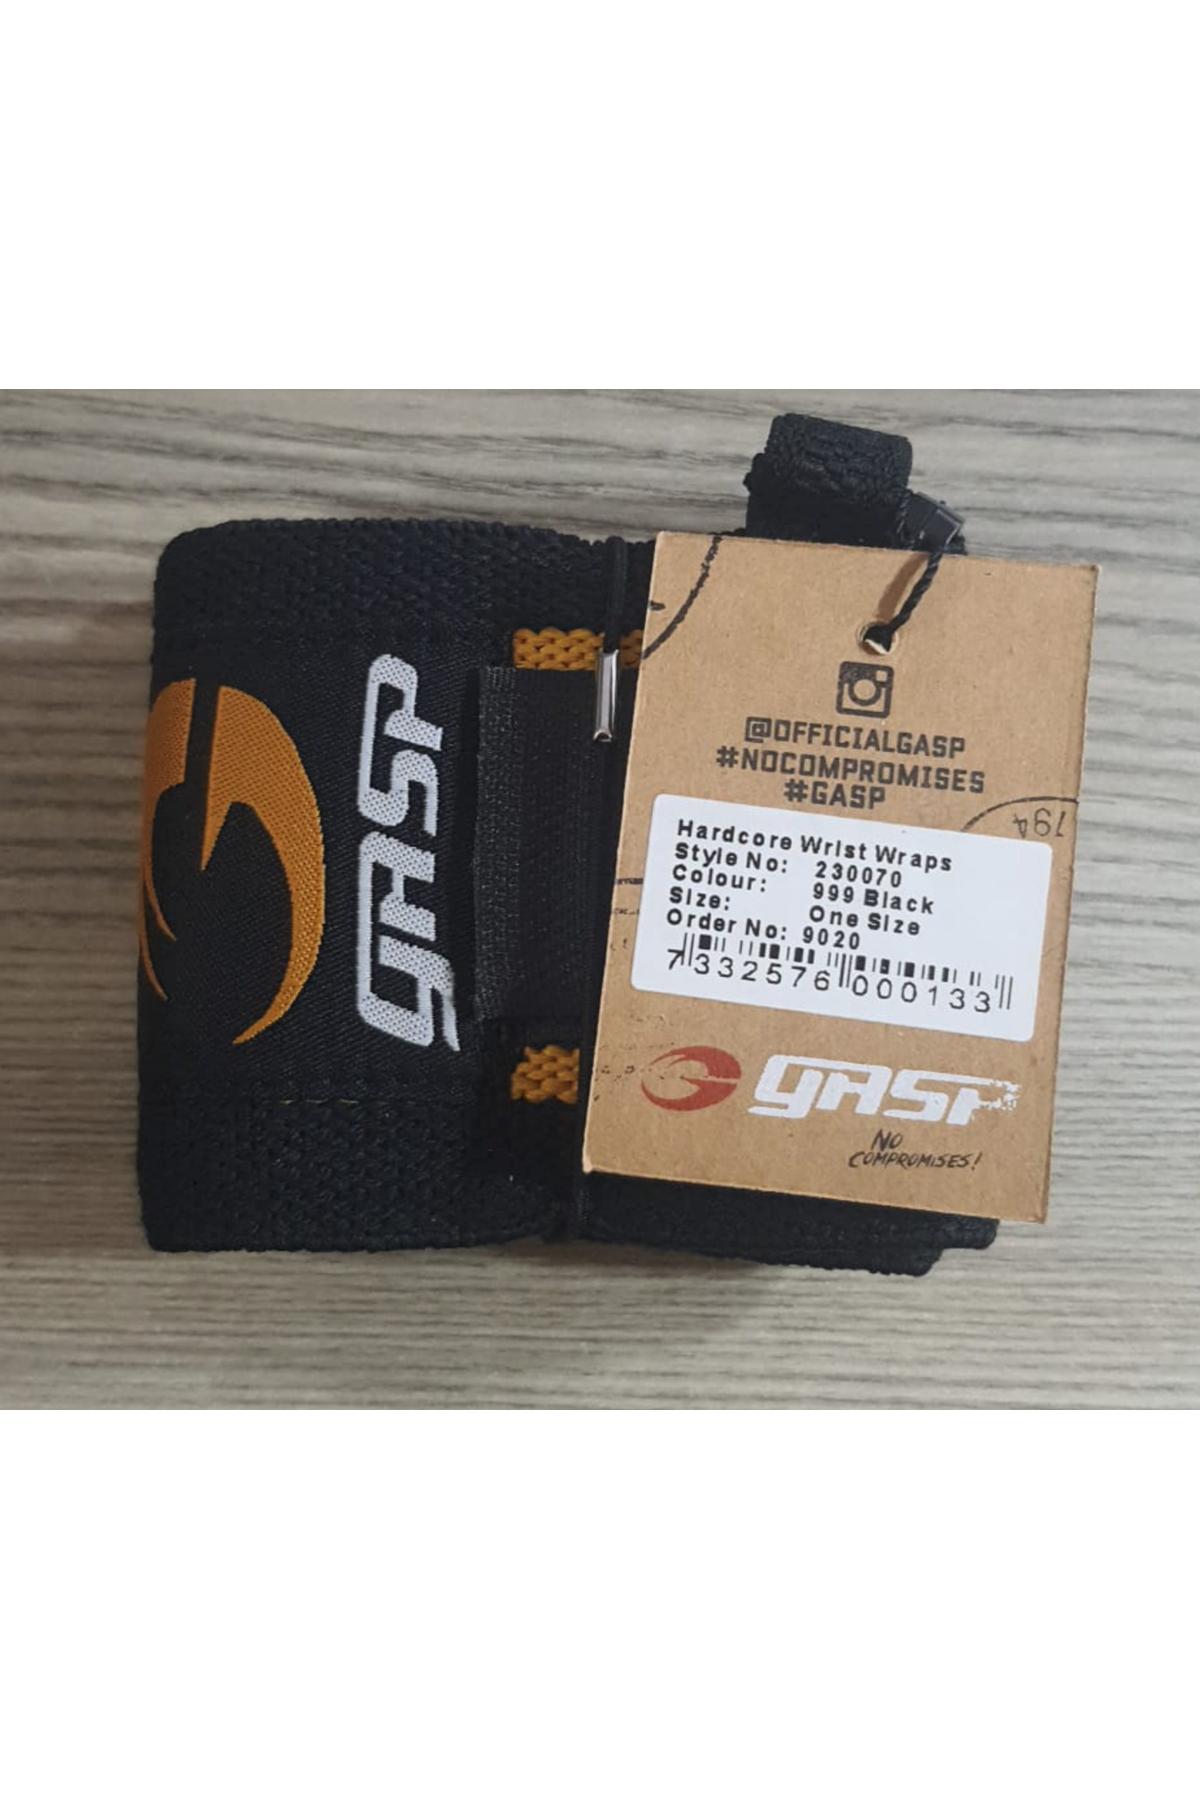 gasp
@OFFICIALGASP
#NOCOMPROMISES
#GASP
794
Hardcore Wrist Wraps
Style No: 230070
Colour: 999 Black
Size: One Size
Order No: 9020
7 332576 000133
gasp
NO
COMPROMISES!